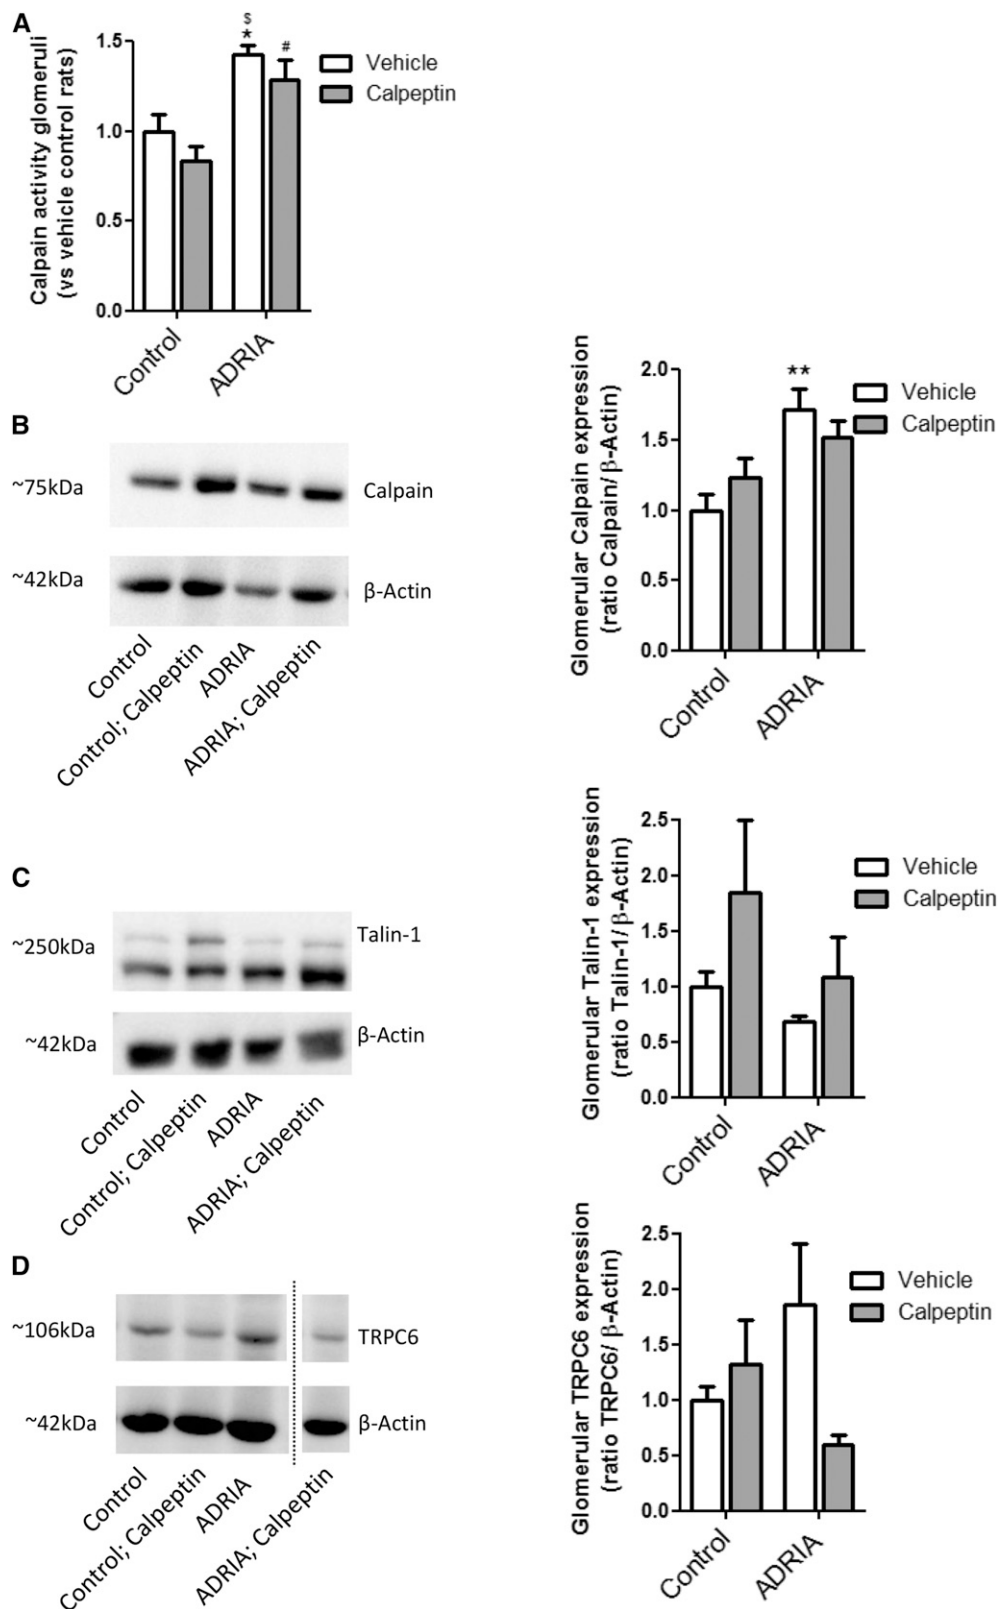 A
Calpain activity glomeruli
(vs vehicle control rats)
1.5
1.0
0.5
0.0
$
*
#
Vehicle
Calpeptin
Control
ADRIA
B
~75kDa
Calpain
~42kDa
β-Actin
Control
Control; Calpeptin
ADRIA
ADRIA; Calpeptin
Glomerular Calpain expression
(ratio Calpain/ β-Actin)
2.0
1.5
1.0
0.5
0.0
**
Vehicle
Calpeptin
Control
ADRIA
C
~250kDa
Talin-1
~42kDa
β-Actin
Control
Control; Calpeptin
ADRIA
ADRIA; Calpeptin
Glomerular Talin-1 expression
(ratio Talin-1/ β-Actin)
2.5
2.0
1.5
1.0
0.5
0.0
Vehicle
Calpeptin
Control
ADRIA
D
~106kDa
TRPC6
~42kDa
β-Actin
Control
Control; Calpeptin
ADRIA
ADRIA; Calpeptin
Glomerular TRPC6 expression
(ratio TRPC6/ β-Actin)
2.5
2.0
1.5
1.0
0.5
0.0
Vehicle
Calpeptin
Control
ADRIA